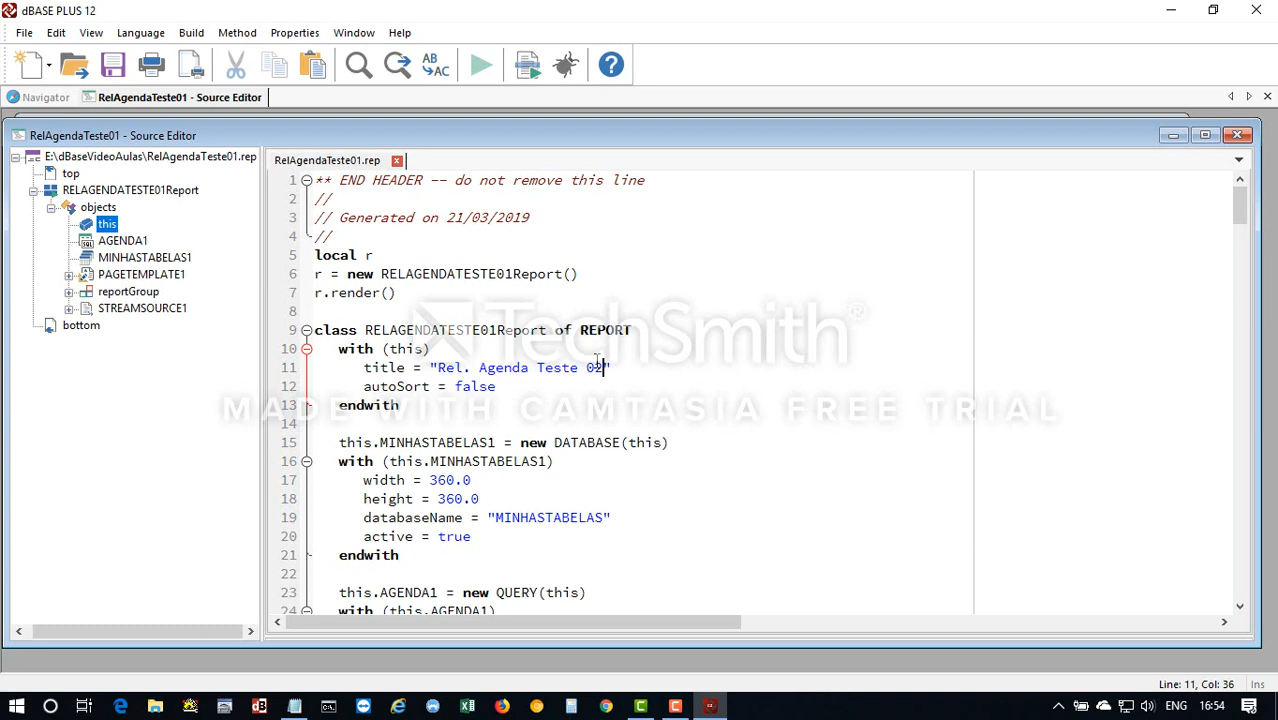 dBASE PLUS 12
File Edit View Language Build Method Properties Window Help
AB
AC
Navigator RelAgendaTeste01 - Source Editor
RelAgendaTeste01 - Source Editor
E:\dBaseVideoAulas\RelAgendaTeste01.rep
top
RELAGENDATESTE01Report
objects
this
SQL AGENDA1
MINHASTABELAS1
PAGETEMPLATE1
reportGroup
STREAMSOURCE1
bottom
RelAgendaTeste01.rep
1 ** END HEADER -- do not remove this line
2 //
3 // Generated on 21/03/2019
4 //
5 local r
6 r = new RELAGENDATESTE01Report()
7 r.render()
8
9 class RELAGENDATESTE01Report of REPORT
10 with (this)
11 title = "Rel. Agenda Teste 02"
12 autoSort = false
13 endwith
14
15 this.MINHASTABELAS1 = new DATABASE(this)
16 with (this.MINHASTABELAS1)
17 width = 360.0
18 height = 360.0
19 databaseName = "MINHASTABELAS"
20 active = true
21 endwith
22
23 this.AGENDA1 = new QUERY(this)
24 with (this.AGENDA1)
TechSmith®
MADE WITH CAMTASIA FREE TRIAL
Line: 11, Col: 36 Ins
ENG 16:54